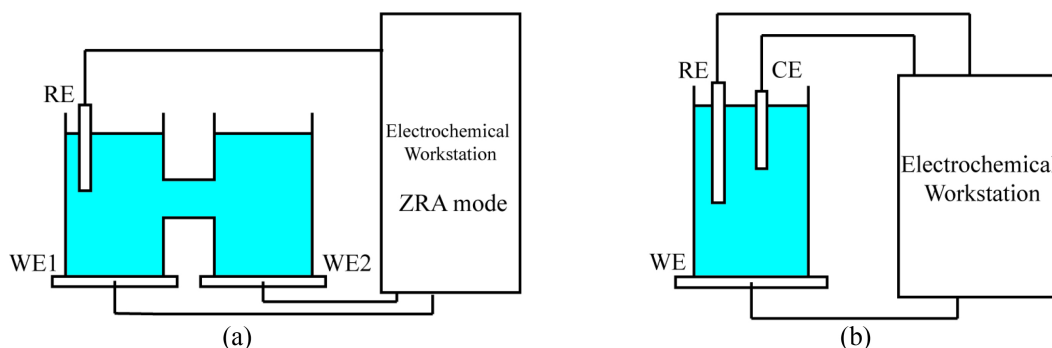 RE
Electrochemical
Workstation
ZRA mode
WE1
WE2
(a)
RE
CE
Electrochemical
Workstation
WE
(b)